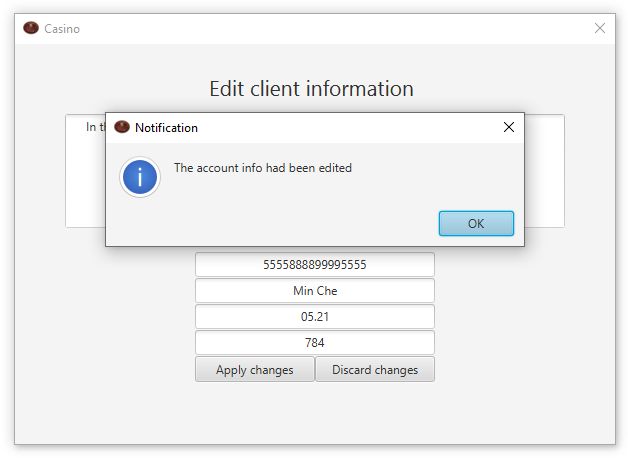 Casino
Edit client information
In th
Notification
The account info had been edited
OK
5555888899995555
Min Che
05.21
784
Apply changes
Discard changes